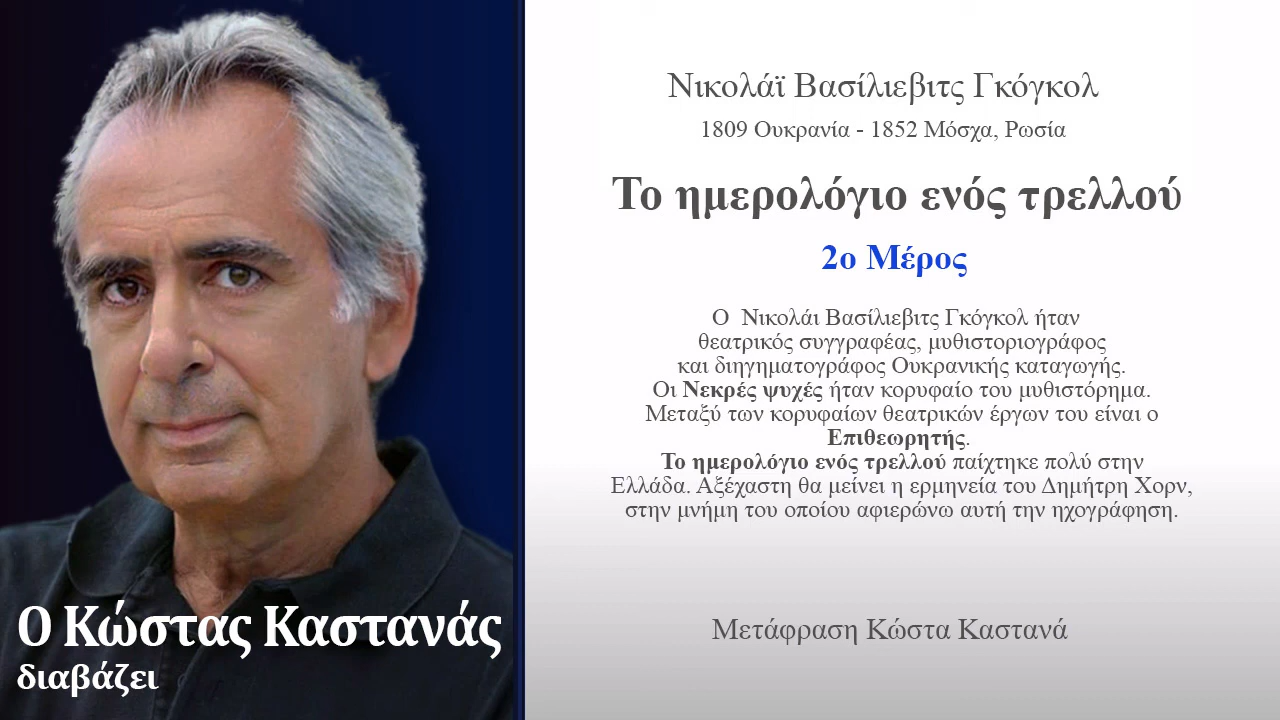 Νικολάϊ Βασίλιεβιτς Γκόγκολ
1809 Ουκρανία - 1852 Μόσχα, Ρωσία
Το ημερολόγιο ενός τρελλού
2ο Μέρος
Ο  Νικολάι Βασίλιεβιτς Γκόγκολ ήταν
θεατρικός συγγραφέας, μυθιστοριογράφος
και διηγηματογράφος Ουκρανικής καταγωγής.
Οι Νεκρές ψυχές ήταν κορυφαίο του μυθιστόρημα.
Μεταξύ των κορυφαίων θεατρικών έργων του είναι ο
Επιθεωρητής.
Το ημερολόγιο ενός τρελλού παίχτηκε πολύ στην
Ελλάδα. Αξέχαστη θα μείνει η ερμηνεία του Δημήτρη Χορν,
στην μνήμη του οποίου αφιερώνω αυτή την ηχογράφηση.
Μετάφραση Κώστα Καστανά
Ο Κώστας Καστανάς
διαβάζει